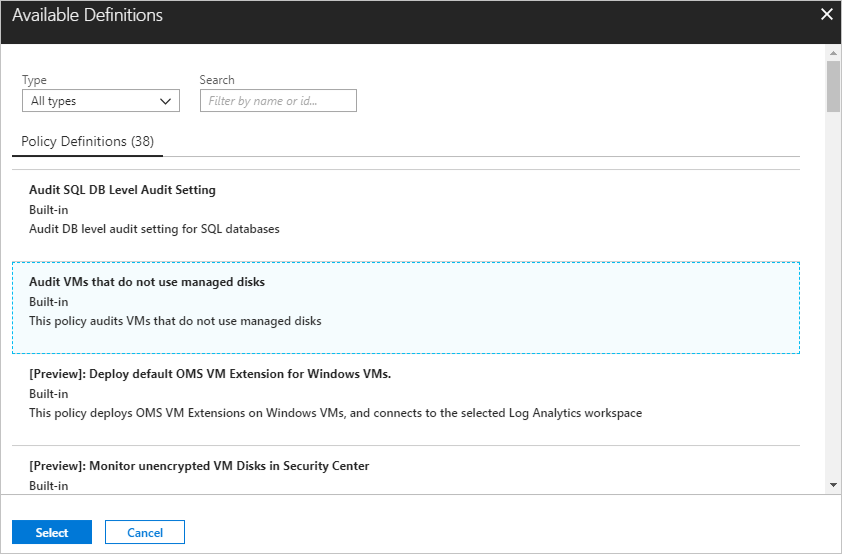 Available Definitions
Type
Search
All types
Filter by name or id...
Policy Definitions (38)
Audit SQL DB Level Audit Setting
Built-in
Audit DB level audit setting for SQL databases
Audit VMs that do not use managed disks
Built-in
This policy audits VMs that do not use managed disks
[Preview]: Deploy default OMS VM Extension for Windows VMs.
Built-in
This policy deploys OMS VM Extensions on Windows VMs, and connects to the selected Log Analytics workspace
[Preview]: Monitor unencrypted VM Disks in Security Center
Built-in
Select
Cancel